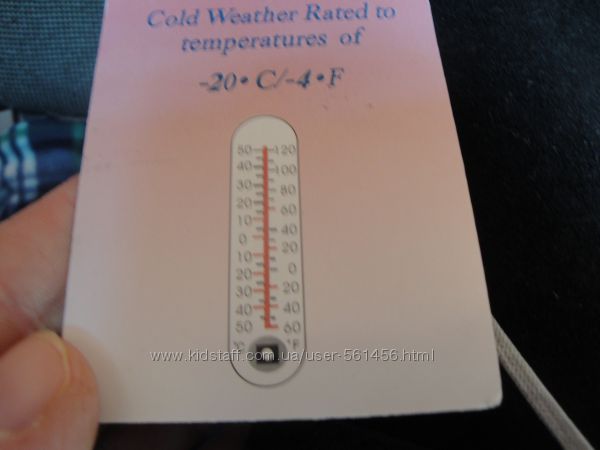 Cold Weather Rated to
temperatures of
-20• C/-4• F
50 120
40 100
30 80
20 60
10 40
0 20
10 0
20 20
30 40
40 60
50
°C °F
www.kidstaff.com.ua/user-561456.html